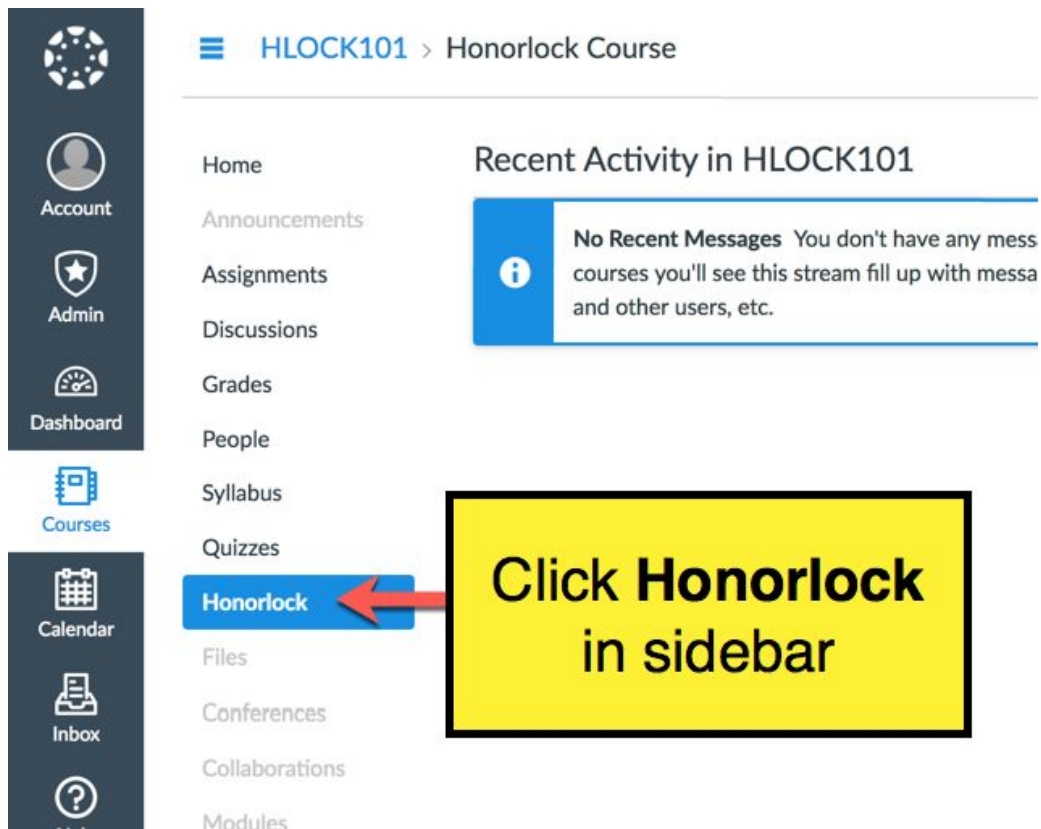 HLOCK101 > Honorlock Course
Account
Admin
Dashboard
Courses
Calendar
Inbox
Home
Announcements
Assignments
Discussions
Grades
People
Syllabus
Quizzes
Honorlock
Files
Conferences
Collaborations
Modules
Recent Activity in HLOCK101
No Recent Messages You don't have any mess
courses you'll see this stream fill up with messa
and other users, etc.
Click Honorlock
in sidebar